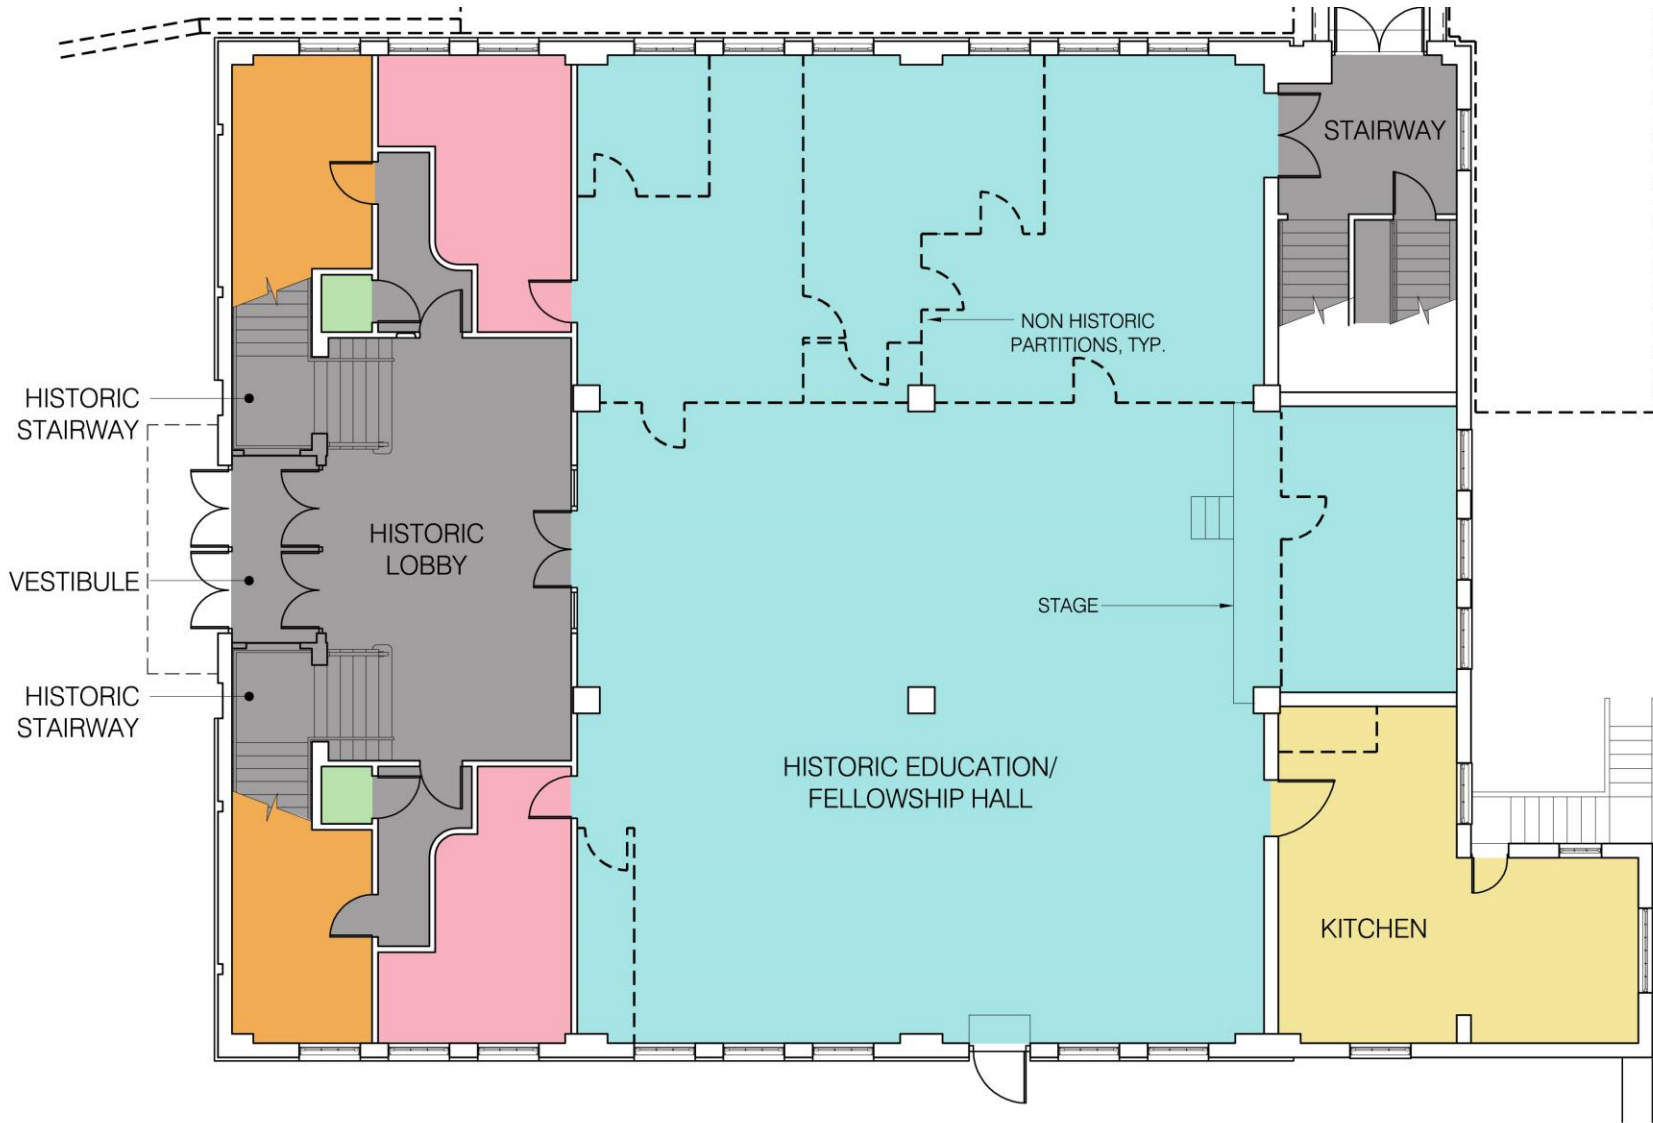 STAIRWAY
NON HISTORIC
PARTITIONS, TYP.
HISTORIC
STAIRWAY
HISTORIC
LOBBY
VESTIBULE
STAGE
HISTORIC
STAIRWAY
HISTORIC EDUCATION/
FELLOWSHIP HALL
KITCHEN